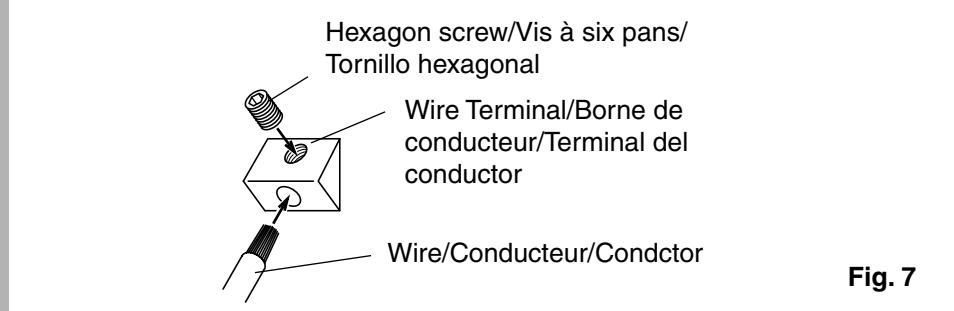 Hexagon screw/Vis à six pans/
Tornillo hexagonal
Wire Terminal/Borne de
conducteur/Terminal del
conductor
Wire/Conducteur/Condctor
Fig. 7